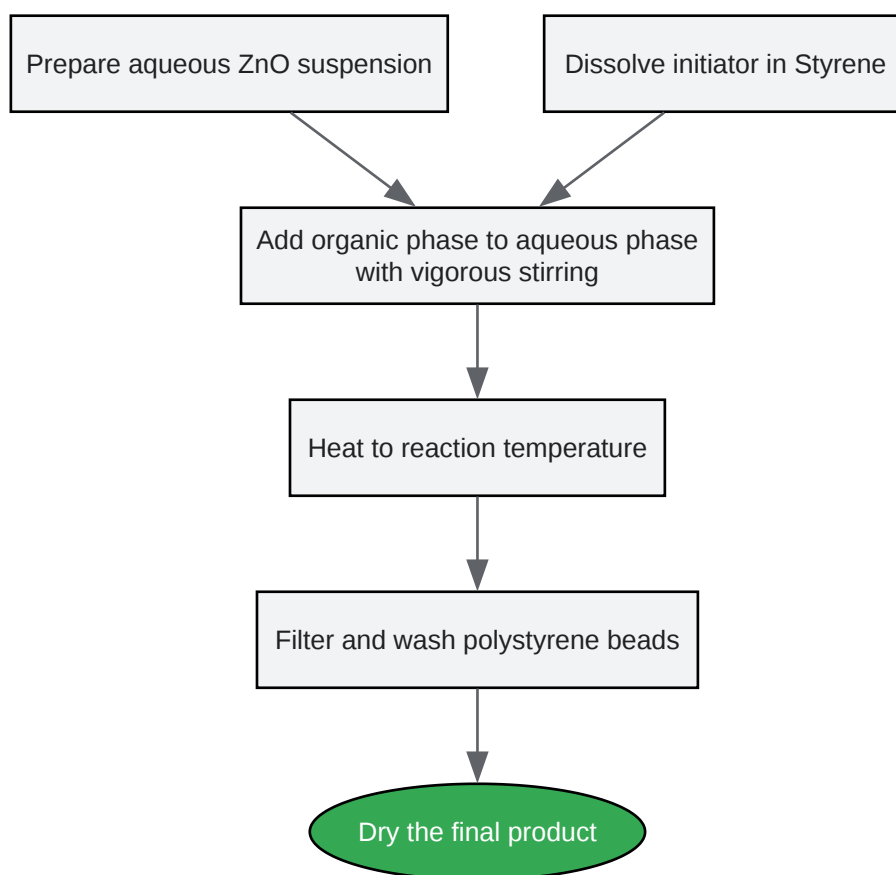 Prepare aqueous ZnO suspension
Dissolve initiator in Styrene
Add organic phase to aqueous phase
with vigorous stirring
Heat to reaction temperature
Filter and wash polystyrene beads
Dry the final product